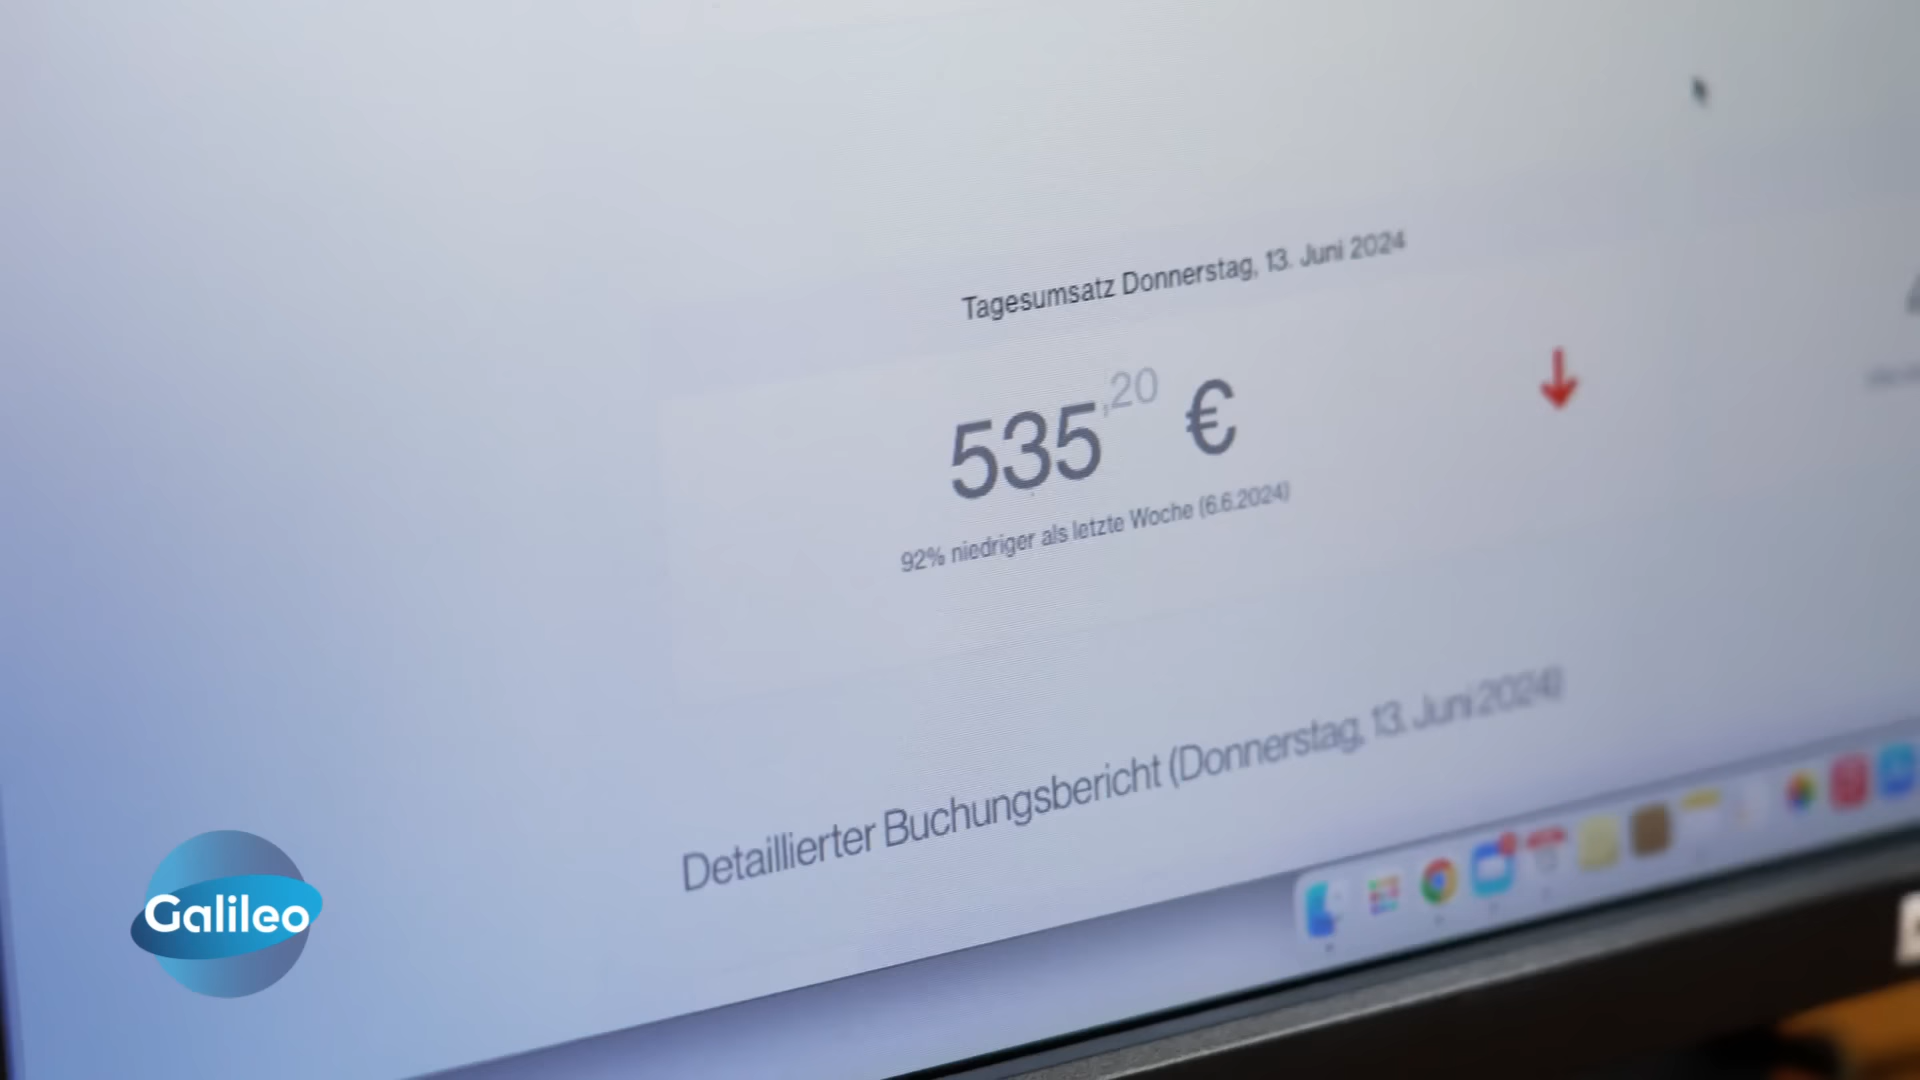 Tagesumsatz Donnerstag, 13. Juni 2024
535,20 €
92% niedriger als letzte Woche (6.6.2024)
Detaillierter Buchungsbericht (Donnerstag, 13. Juni 2024)
Galileo